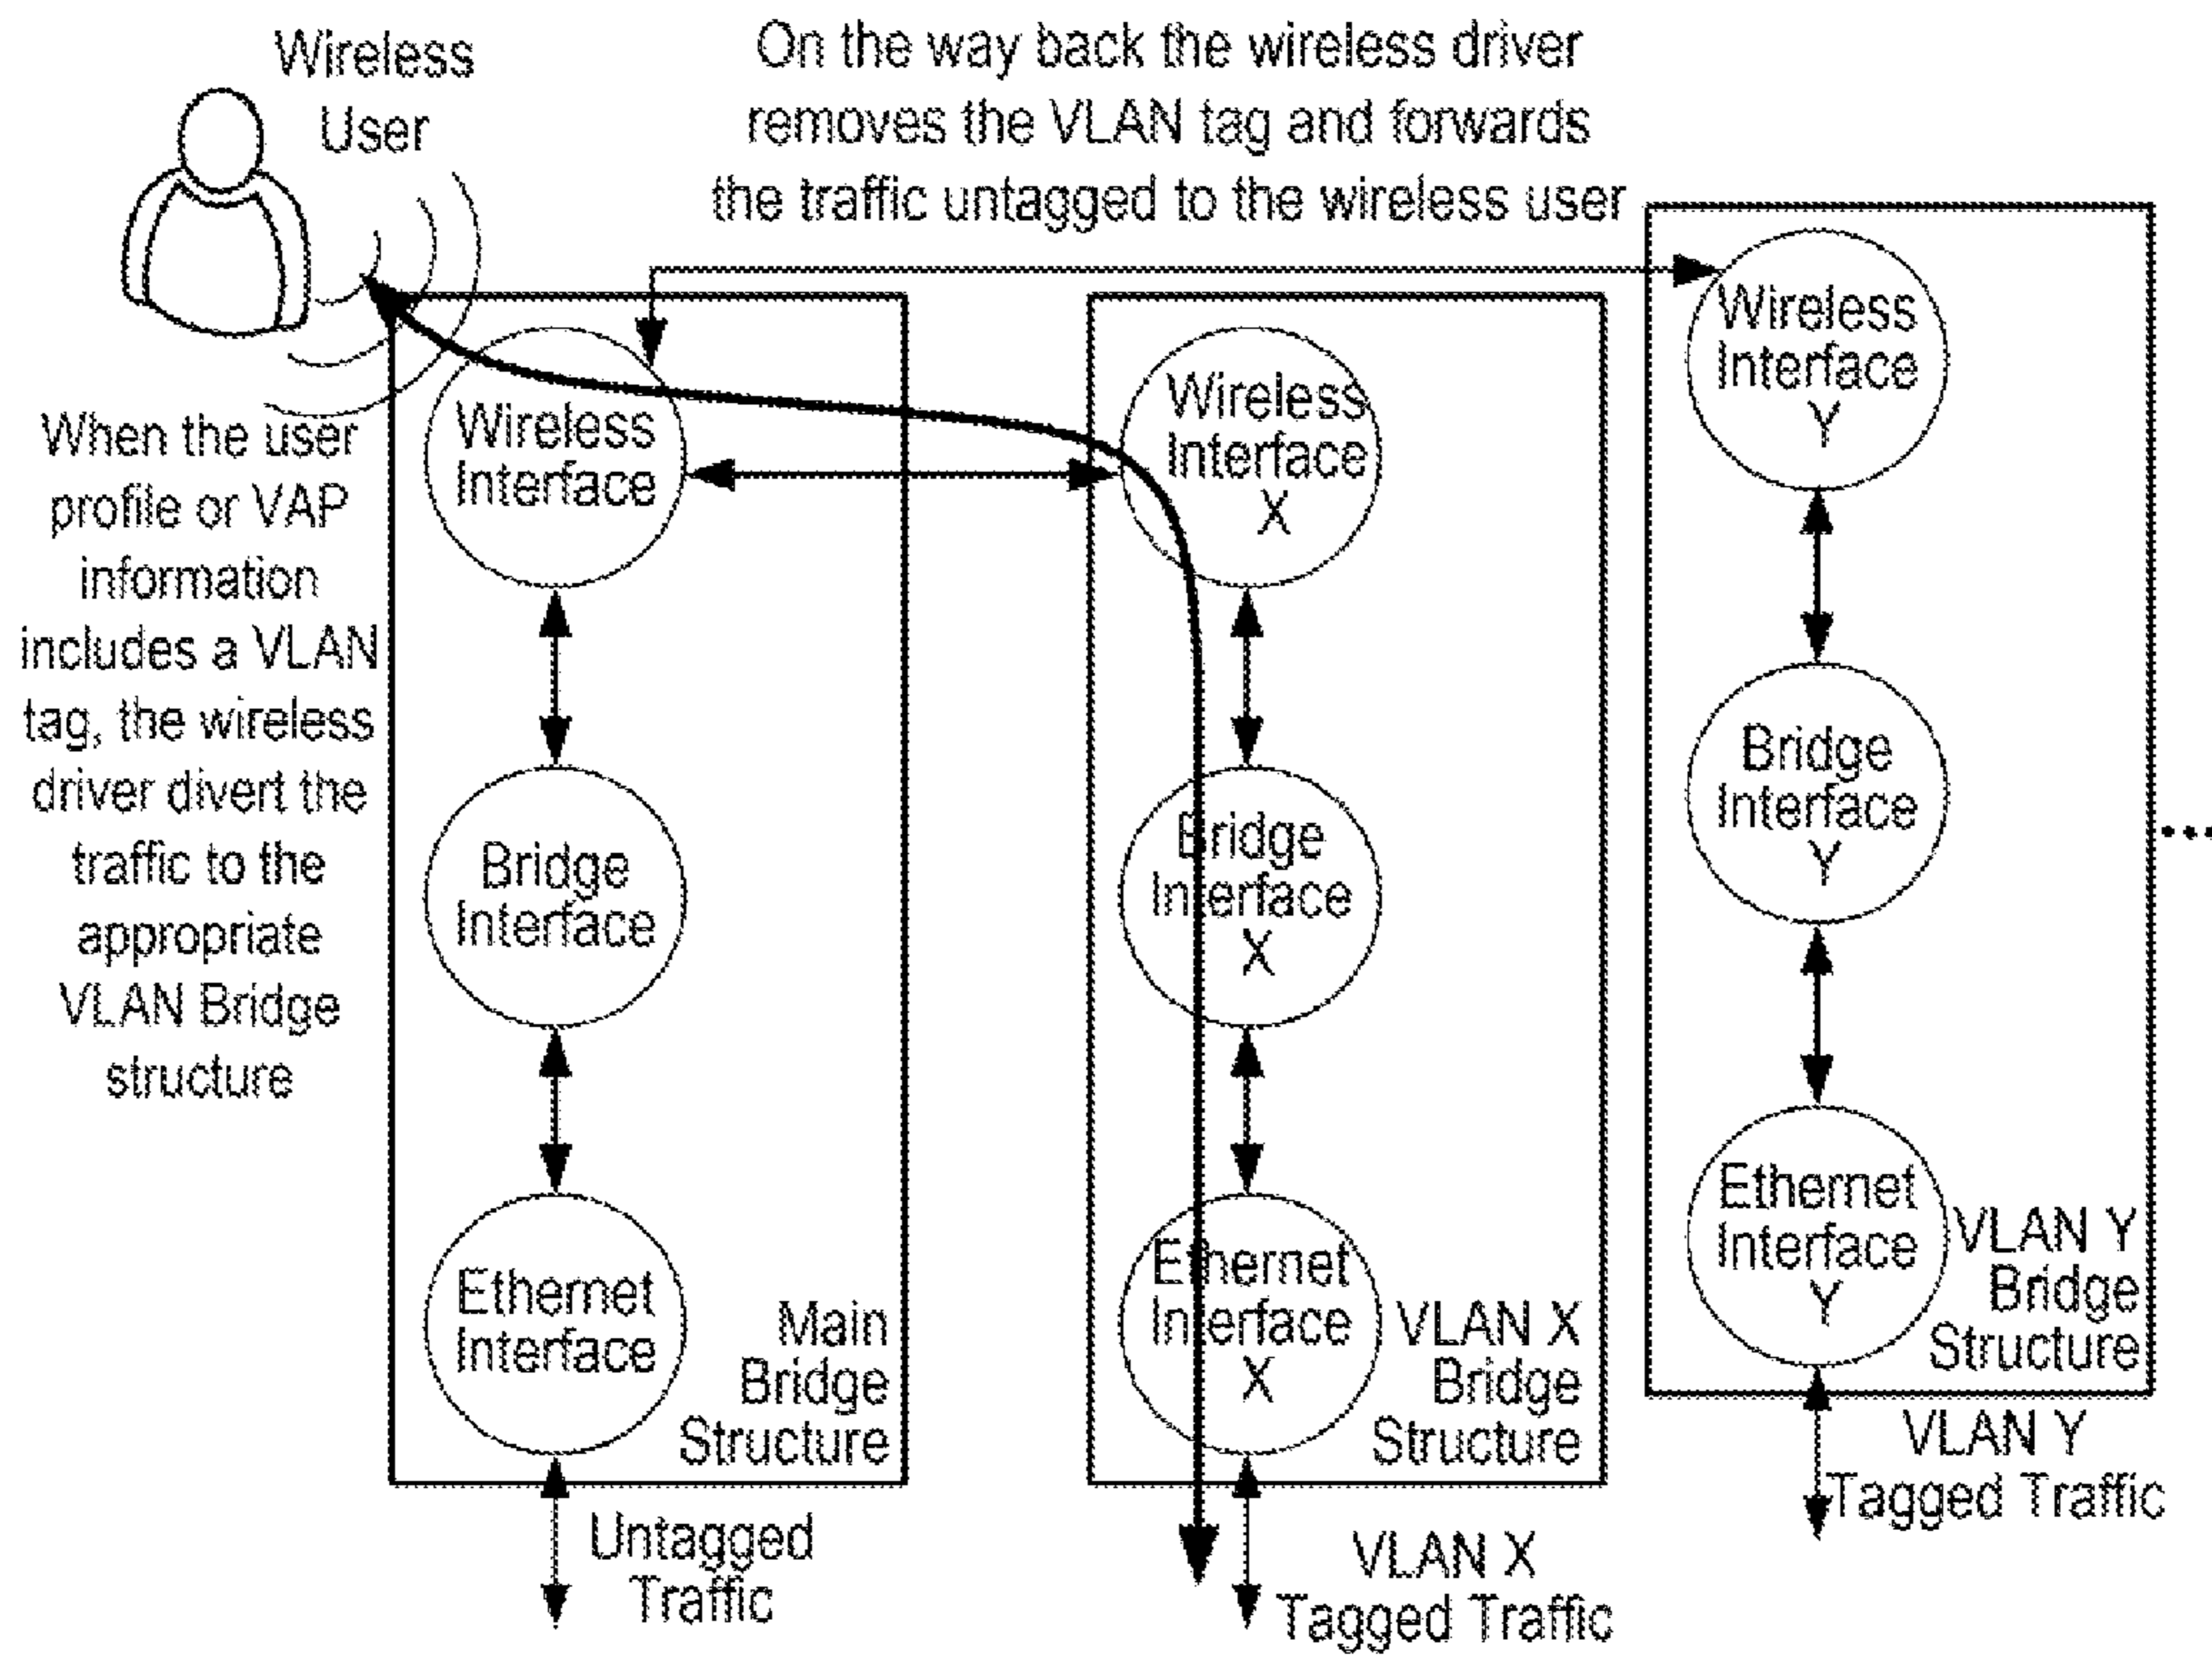 Wireless
User
On the way back the wireless driver
removes the VLAN tag and forwards
the traffic untagged to the wireless user
When the user
profile or VAP
information
includes a VLAN
tag, the wireless
driver divert the
traffic to the
appropriate
VLAN Bridge
structure
Wireless
Interface
Bridge
Interface
Ethernet
Interface
Main
Bridge
Structure
Untagged
Traffic
Wireless
Interface
X
Bridge
Interface
X
Ethernet
Interface
X
VLAN X
Bridge
Structure
VLAN X
Tagged Traffic
Wireless
Interface
Y
Bridge
Interface
Y
Ethernet
Interface
Y
VLAN Y
Bridge
Structure
VLAN Y
Tagged Traffic
...